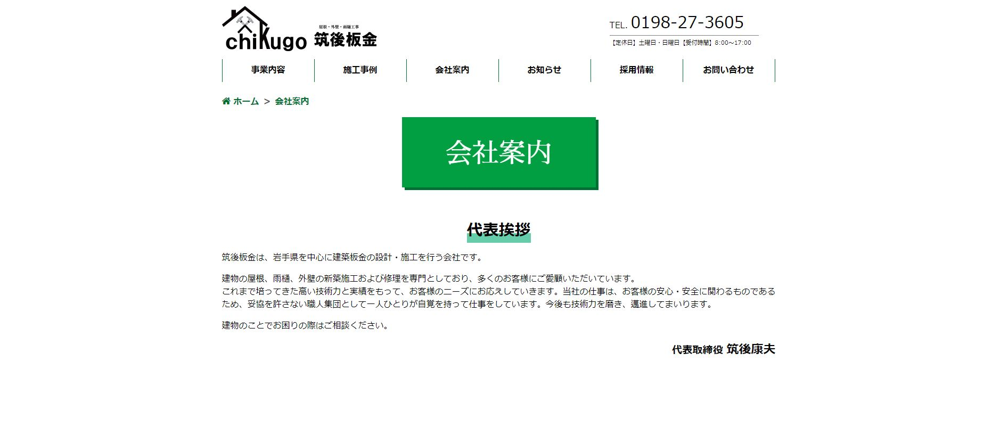 chikugo
屋根・外壁・雨樋工事
筑後板金
TEL. 0198-27-3605
【定休日】土曜日・日曜日【受付時間】8:00～17:00
事業内容
施工事例
会社案内
お知らせ
採用情報
お問い合わせ
ホーム > 会社案内
会社案内
代表挨拶
筑後板金は、岩手県を中心に建築板金の設計・施工を行う会社です。
建物の屋根、雨樋、外壁の新築施工および修理を専門としており、多くのお客様にご愛顧いただいています。
これまで培ってきた高い技術力と実績をもって、お客様のニーズにお応えしていきます。当社の仕事は、お客様の安心・安全に関わるものである
ため、妥協を許さない職人集団として一人ひとりが自覚を持って仕事をしています。今後も技術力を磨き、邁進してまいります。
建物のことでお困りの際はご相談ください。
代表取締役 筑後康夫